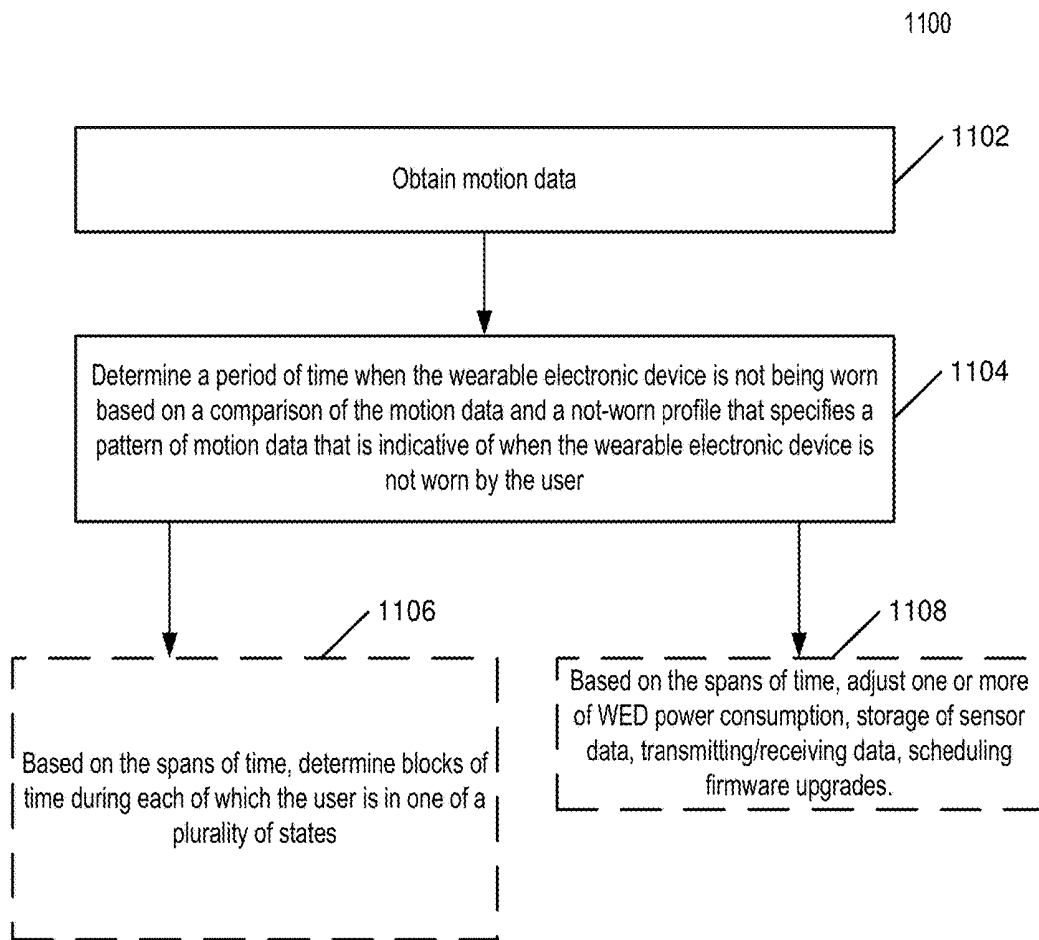 1100
1102
Obtain motion data
1104
Determine a period of time when the wearable electronic device is not being worn
based on a comparison of the motion data and a not-worn profile that specifies a
pattern of motion data that is indicative of when the wearable electronic device is
not worn by the user
1106
Based on the spans of time, determine blocks of
time during each of which the user is in one of a
plurality of states
1108
Based on the spans of time, adjust one or more
of WED power consumption, storage of sensor
data, transmitting/receiving data, scheduling
firmware upgrades.